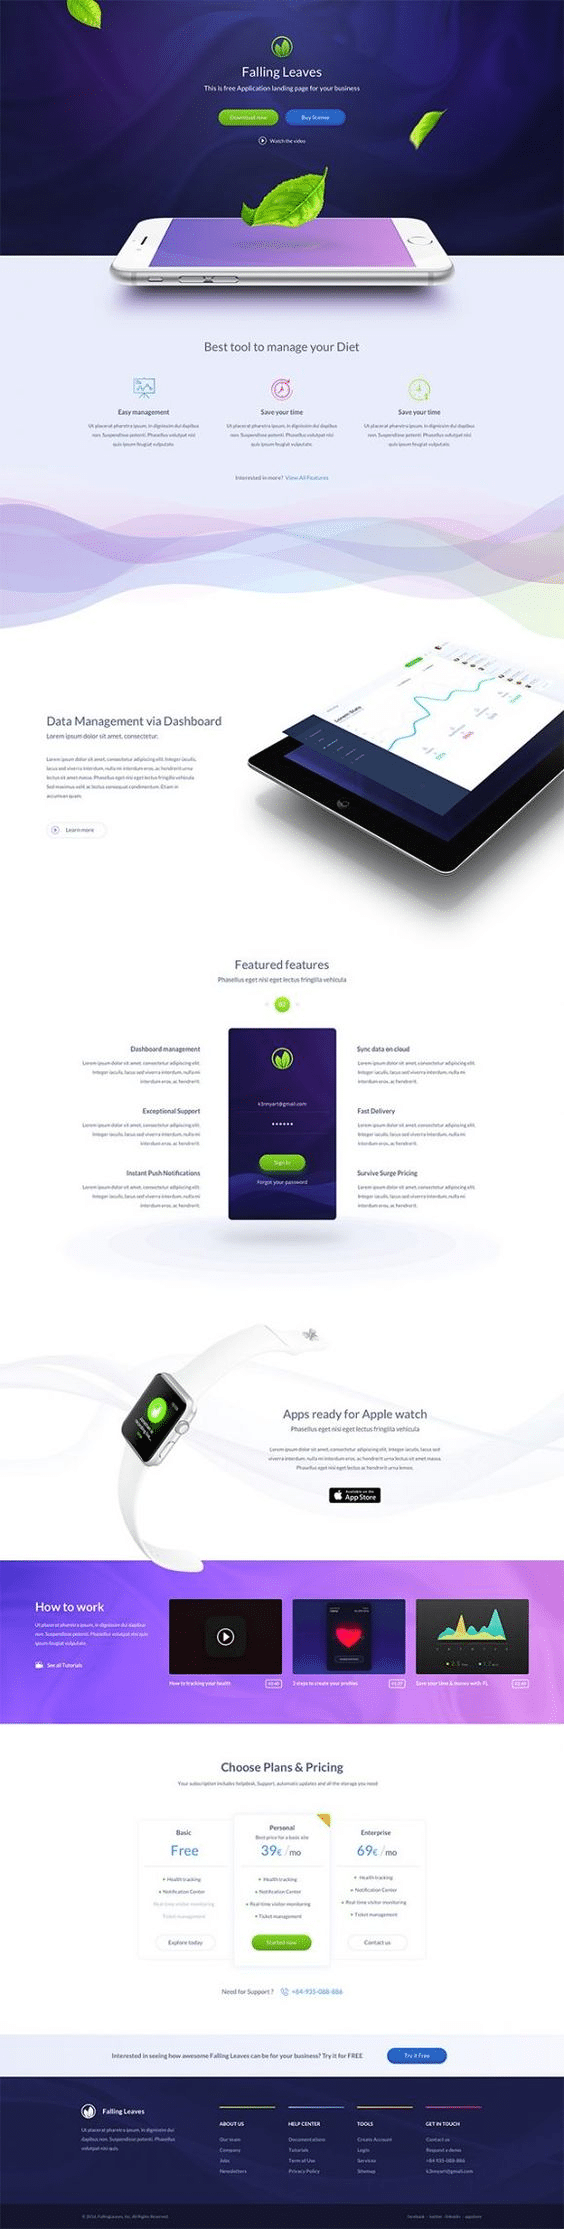 Falling Leaves
This is free Application landing page for your business
Download now
Buy license
Watch the video
Best tool to manage your Diet
Easy management
Save your time
Save your time
Ut placerat pharetra ipsum, in dignissim dui dapibus
non. Suspendisse potenti. Phasellus volutpat nisi
quis ipsum feugiat vulputate.
Ut placerat pharetra ipsum, in dignissim dui dapibus
non. Suspendisse potenti. Phasellus volutpat nisi
quis ipsum feugiat vulputate.
Ut placerat pharetra ipsum, in dignissim dui dapibus
non. Suspendisse potenti. Phasellus volutpat nisi
quis ipsum feugiat vulputate.
Interested in more? View All Features
Data Management via Dashboard
Lorem ipsum dolor sit amet, consectetur.
Lorem ipsum dolor sit amet, consectetur adipiscing elit. Integer iaculis,
lacus sed viverra interdum, nulla mi interdum eros, ac hendrerit urna
lectus sit amet massa. Phasellus eget nisi eget lectus fringilla vehicula
Sed maximus velit ac lectus consequat condimentum. Etiam in
accumsan quam.
Learn more
Lorem Stats
Featured features
Phasellus eget nisi eget lectus fringilla vehicula
02
Dashboard management
Lorem ipsum dolor sit amet, consectetur adipiscing elit.
Integer iaculis, lacus sed viverra interdum, nulla mi
interdum eros, ac hendrerit.
Exceptional Support
Lorem ipsum dolor sit amet, consectetur adipiscing elit.
Integer iaculis, lacus sed viverra interdum, nulla mi
interdum eros, ac hendrerit.
Instant Push Notifications
Lorem ipsum dolor sit amet, consectetur adipiscing elit.
Integer iaculis, lacus sed viverra interdum, nulla mi
interdum eros, ac hendrerit.
k3nnyart@gmail.com
Sign In
Forgot your password
Sync data on cloud
Lorem ipsum dolor sit amet, consectetur adipiscing elit.
Integer iaculis, lacus sed viverra interdum, nulla mi
interdum eros, ac hendrerit.
Fast Delivery
Lorem ipsum dolor sit amet, consectetur adipiscing elit.
Integer iaculis, lacus sed viverra interdum, nulla mi
interdum eros, ac hendrerit.
Survive Surge Pricing
Lorem ipsum dolor sit amet, consectetur adipiscing elit.
Integer iaculis, lacus sed viverra interdum, nulla mi
interdum eros, ac hendrerit.
Apps ready for Apple watch
Phasellus eget nisi eget lectus fringilla vehicula
Lorem ipsum dolor sit amet, consectetur adipiscing elit. Integer iaculis, lacus sed
viverra interdum, nulla mi interdum eros, ac hendrerit urna lectus sit amet massa.
Phasellus eget nisi eget lectus ac hendrerit urna lemos.
Available on the
App Store
How to work
Ut placerat pharetra ipsum, in dignissim dui dapibus
non. Suspendisse potenti. Phasellus volutpat nisi quis
ipsum feugiat vulputate.
See all Tutorials
How to tracking your health
3 steps to create your profiles
Save your time & money with FL
Choose Plans & Pricing
Your subscription includes helpdesk, Support, automatic updates and all the storage you need
Basic
Free
Health tracking
Notification Center
Real time visitor monitoring
Ticket management
Explore today
Personal
Best price for a basic site
39€ /mo
Health tracking
Notification Center
Real time visitor monitoring
Ticket management
Started now
Enterprise
69€ /mo
Health tracking
Notification Center
Real time visitor monitoring
Ticket management
Contact us
Need for Support ? +84-935-088-886
Interested in seeing how awesome Falling Leaves can be for your business? Try it for FREE
Try it Free
Falling Leaves
Ut placerat pharetra ipsum, in dignissim dui
dapibus non. Suspendisse potenti. Phasellus
volutpat nisi quis
ABOUT US
Our team
Company
Jobs
Newsletters
HELP CENTER
Documentations
Tutorials
Term of Use
Privacy Policy
TOOLS
Create Account
Login
Services
Sitemap
GET IN TOUCH
Contact us
Request a demo
+84 935-088-886
k3nnyart@gmail.com
© 2016, FallingLeaves, Inc. All Rights Reserved.
facebook - twitter - linkedin - appstore